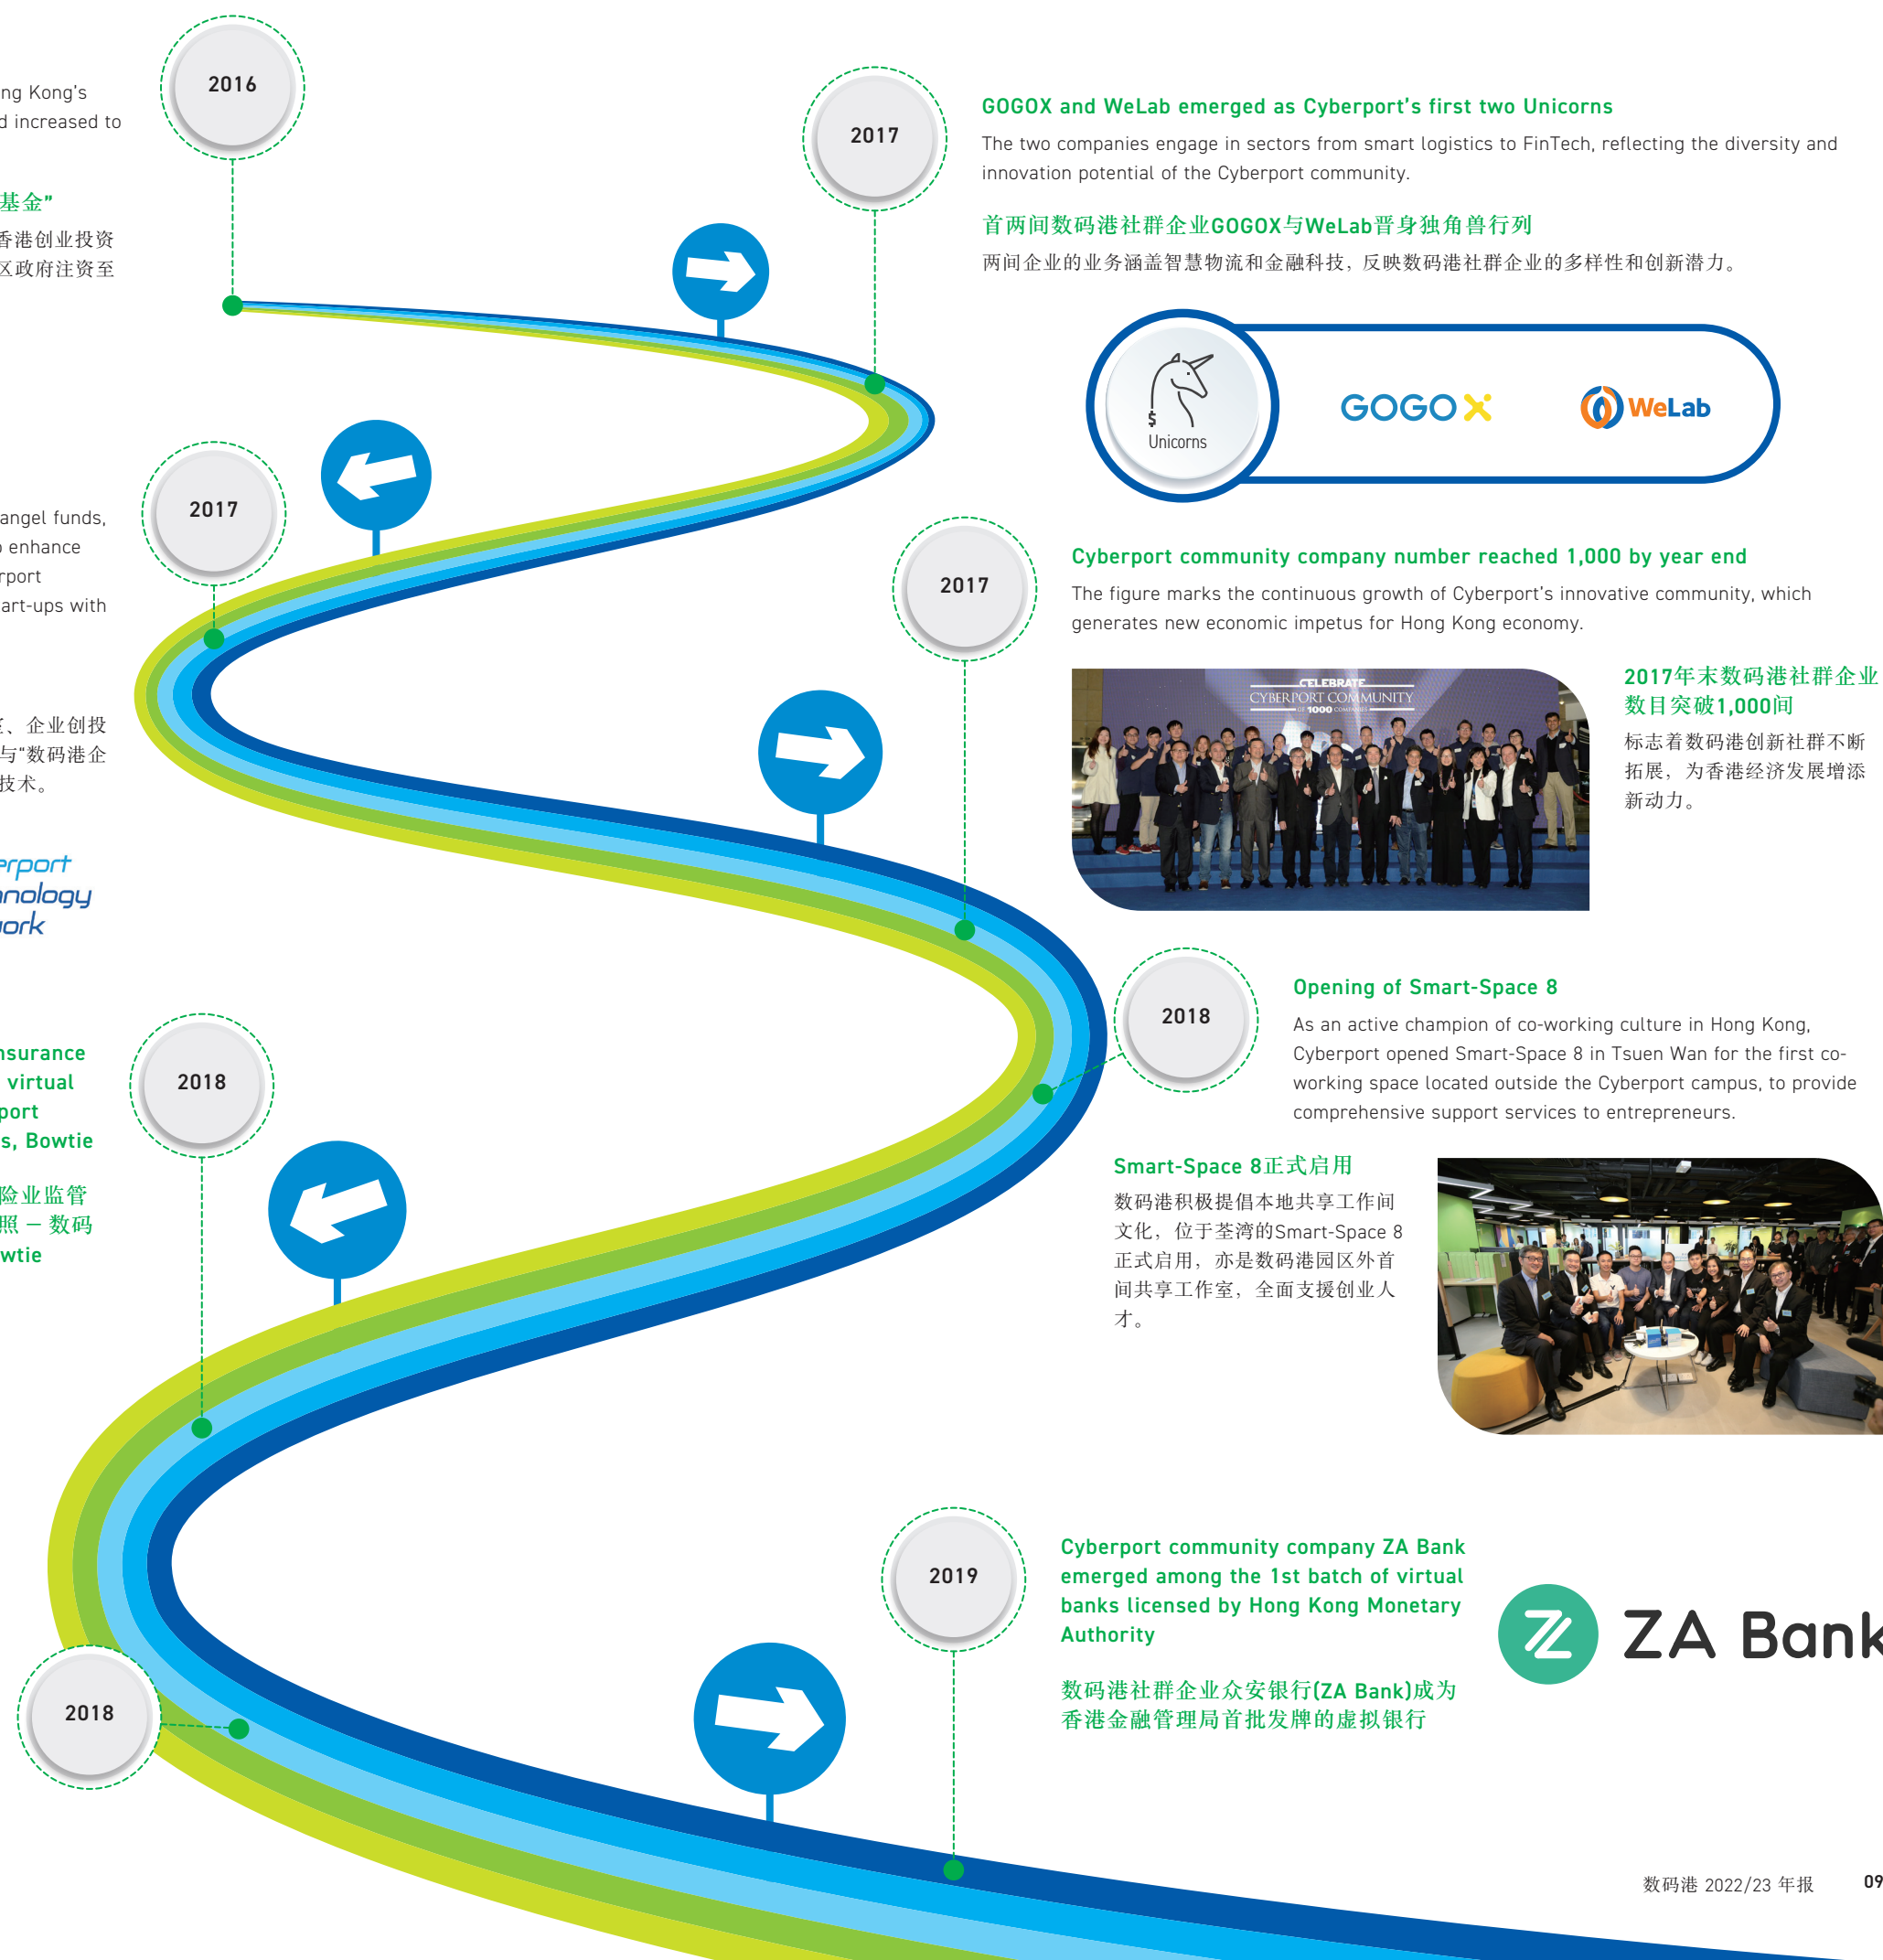 2016
ng Kong's
d increased to
基金”
香港创业投资
区政府注资至
2017
GOGOX and WeLab emerged as Cyberport's first two Unicorns
The two companies engage in sectors from smart logistics to FinTech, reflecting the diversity and
innovation potential of the Cyberport community.
首两间数码港社群企业GOGOX与WeLab晋身独角兽行列
两间企业的业务涵盖智慧物流和金融科技，反映数码港社群企业的多样性和创新潜力。
$
Unicorns
GOGOX
WeLab
2017
angel funds,
enhance
rport
art-ups with
、企业创投
与“数码港企
技术。
erport
nnology
work
2017
Cyberport community company number reached 1,000 by year end
The figure marks the continuous growth of Cyberport's innovative community, which
generates new economic impetus for Hong Kong economy.
CELEBRATE
CYBERPORT COMMUNITY
OF 1000 COMPANIES
2017年末数码港社群企业
数目突破1,000间
标志着数码港创新社群不断
拓展，为香港经济发展增添
新动力。
2018
Opening of Smart-Space 8
As an active champion of co-working culture in Hong Kong,
Cyberport opened Smart-Space 8 in Tsuen Wan for the first co-
working space located outside the Cyberport campus, to provide
comprehensive support services to entrepreneurs.
Smart-Space 8正式启用
数码港积极提倡本地共享工作间
文化，位于荃湾的Smart-Space 8
正式启用，亦是数码港园区外首
间共享工作室，全面支援创业人
才。
2018
nsurance
virtual
port
s, Bowtie
险业监管
照 – 数码
wtie
2018
2019
Cyberport community company ZA Bank
emerged among the 1st batch of virtual
banks licensed by Hong Kong Monetary
Authority
数码港社群企业众安银行(ZA Bank)成为
香港金融管理局首批发牌的虚拟银行
ZA Bank
数码港 2022/23 年报 09